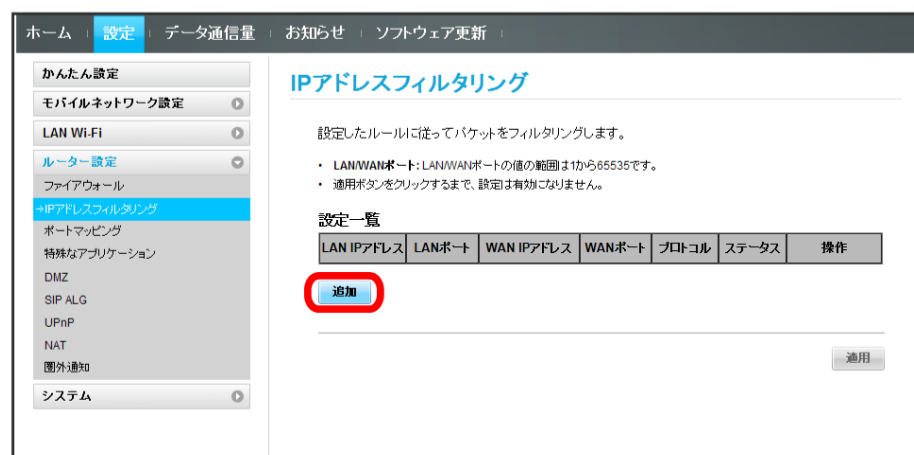 ホーム 設定 データ通信量 お知らせ ソフトウェア更新
かんたん設定
モバイルネットワーク設定
LAN Wi-Fi
ルーター設定
ファイアウォール
→IPアドレスフィルタリング
ポートマッピング
特殊なアプリケーション
DMZ
SIP ALG
UPnP
NAT
圏外通知
システム
IPアドレスフィルタリング
設定したルールに従ってパケットをフィルタリングします。
・ LAN/WANポート: LAN/WANポートの値の範囲は1から65535です。
・ 適用ボタンをクリックするまで、設定は有効になりません。
設定一覧
LAN IPアドレス LANポート WAN IPアドレス WANポート プロトコル ステータス 操作
追加
適用